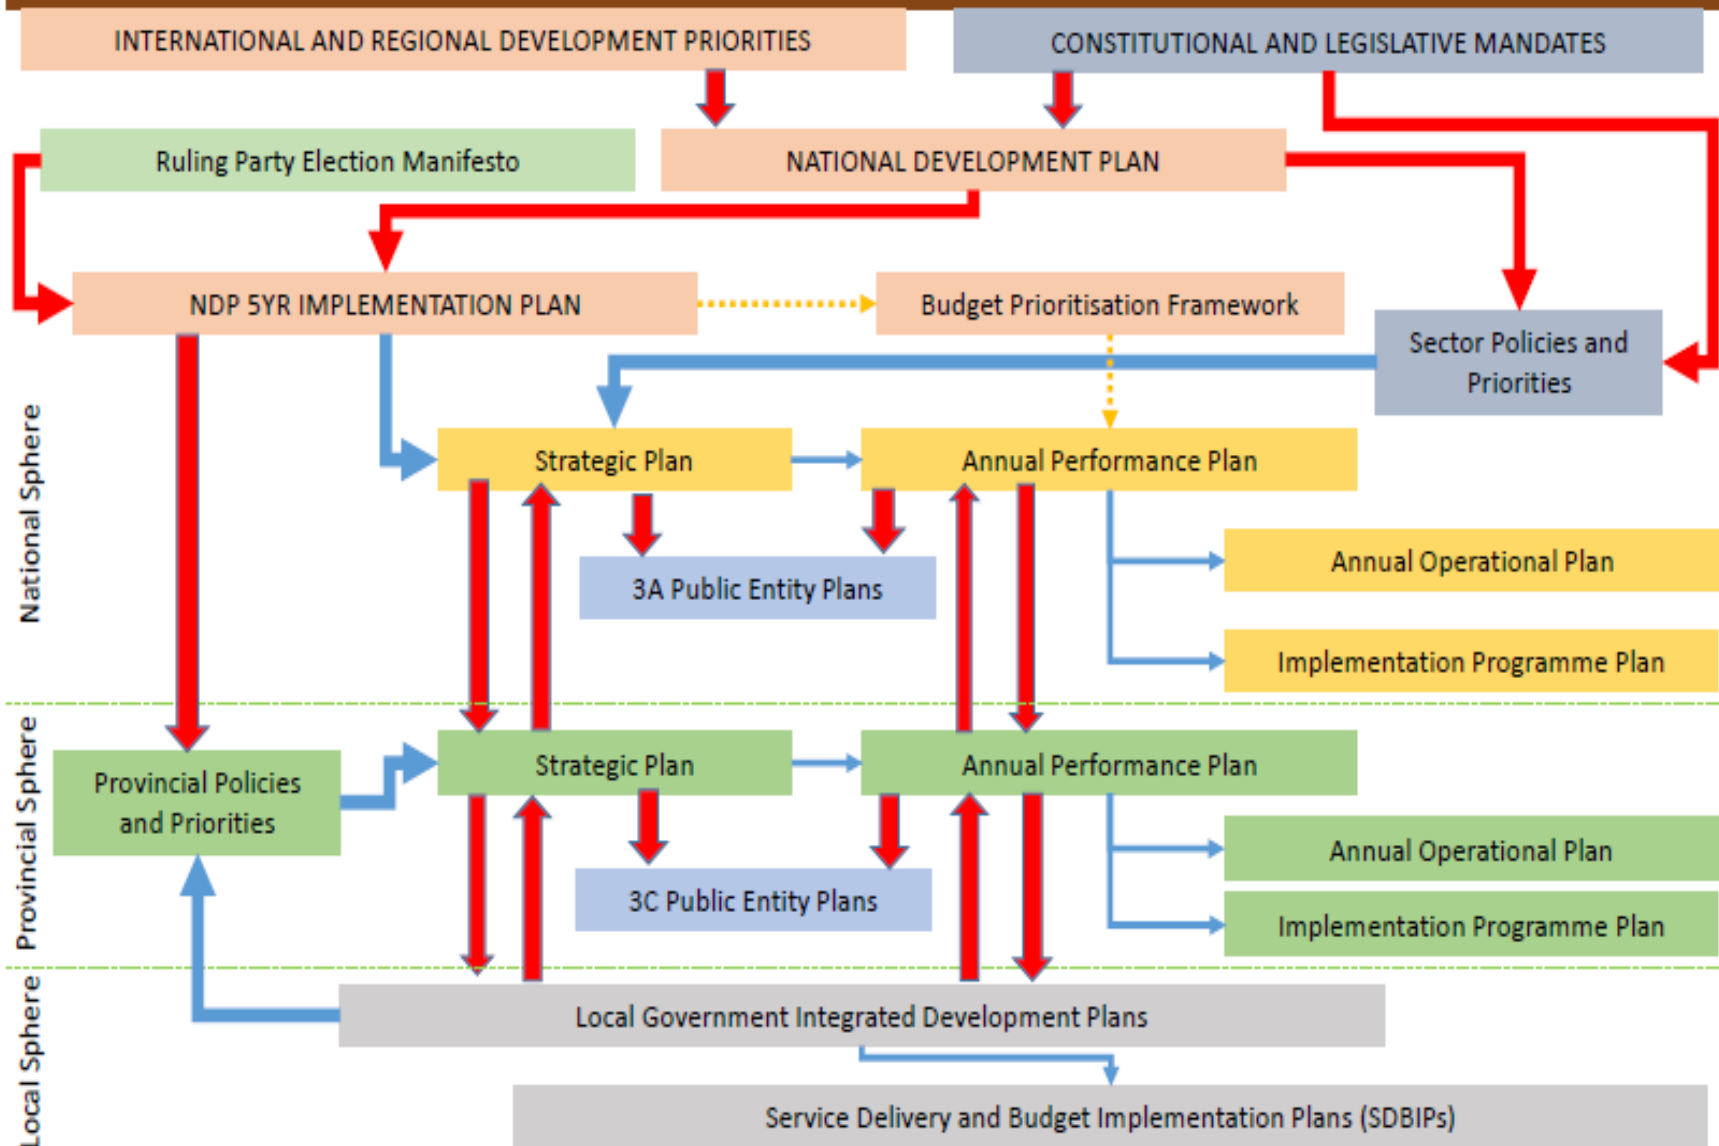 INTERNATIONAL AND REGIONAL DEVELOPMENT PRIORITIES
CONSTITUTIONAL AND LEGISLATIVE MANDATES
Ruling Party Election Manifesto
NATIONAL DEVELOPMENT PLAN
NDP 5YR IMPLEMENTATION PLAN
Budget Prioritisation Framework
Sector Policies and
Priorities
National Sphere
Strategic Plan
Annual Performance Plan
3A Public Entity Plans
Annual Operational Plan
Implementation Programme Plan
Provincial Sphere
Provincial Policies
and Priorities
Strategic Plan
Annual Performance Plan
3C Public Entity Plans
Annual Operational Plan
Implementation Programme Plan
Local Sphere
Local Government Integrated Development Plans
Service Delivery and Budget Implementation Plans (SDBIPs)